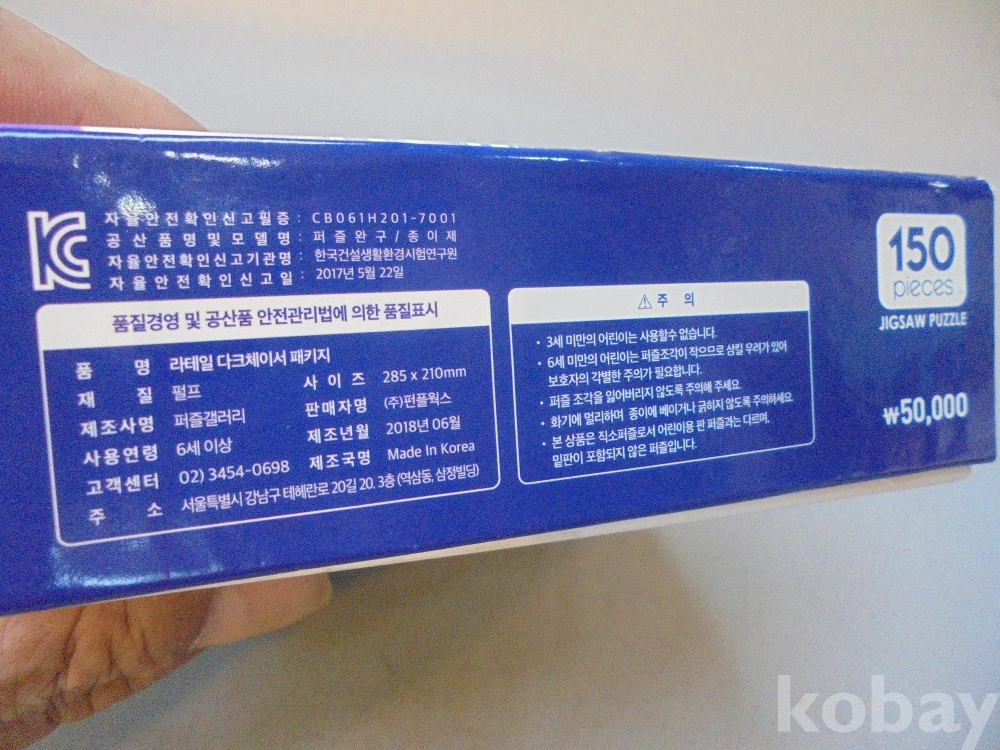 KC
자율안전확인신고필증 : CB061H201-7001
공산품명및모델명 : 퍼즐완구/종이제
자율안전확인신고기관명 : 한국건설생활환경시험연구원
자율안전확인신고일 : 2017년 5월 22일
품질경영 및 공산품 안전관리법에 의한 품질표시
품 명 라테일 다크체이서 패키지
재 질 펄프 사 이 즈 285 x 210mm
제조사명 퍼즐갤러리 판매자명 (주)펀플웍스
사용연령 6세 이상 제조년월 2018년 06월
고객센터 02) 3454-0698 제조국명 Made In Korea
주 소 서울특별시 강남구 테헤란로 20길 20. 3층 (역삼동, 삼정빌딩)
⚠ 주 의
• 3세 미만의 어린이는 사용할수 없습니다.
• 6세 미만의 어린이는 퍼즐조각이 작으므로 삼킬 우려가 있어
보호자의 각별한 주의가 필요합니다.
• 퍼즐 조각을 잃어버리지 않도록 주의해 주세요.
• 화기에 멀리하며 종이에 베이거나 긁히지 않도록 주의하세요.
• 본 상품은 직소퍼즐로서 어린이용 판 퍼즐과는 다르며,
밑판이 포함되지 않은 퍼즐입니다.
150
pieces
JIGSAW PUZZLE
₩50,000
kobay